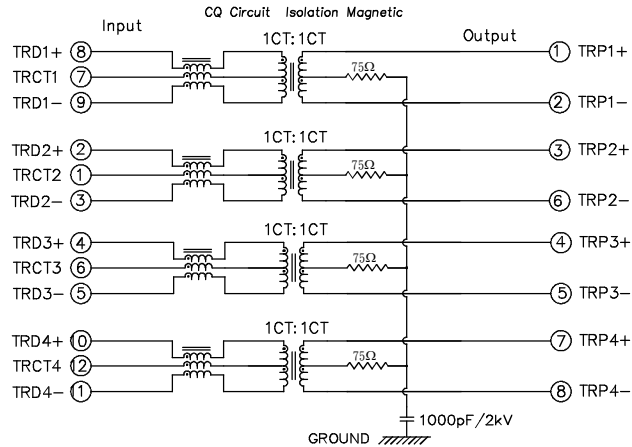 CQ Circuit Isolation Magnetic
Input
1CT:1CT
Output
TRD1+ 8
75Ω
1 TRP1+
TRCT1 7
TRD1- 9
2 TRP1-
1CT:1CT
TRD2+ 2
75Ω
3 TRP2+
TRCT2 1
TRD2- 3
6 TRP2-
1CT:1CT
TRD3+ 4
75Ω
4 TRP3+
TRCT3 6
TRD3- 5
5 TRP3-
1CT:1CT
TRD4+ 10
75Ω
7 TRP4+
TRCT4 12
TRD4- 11
8 TRP4-
1000pF/2kV
GROUND